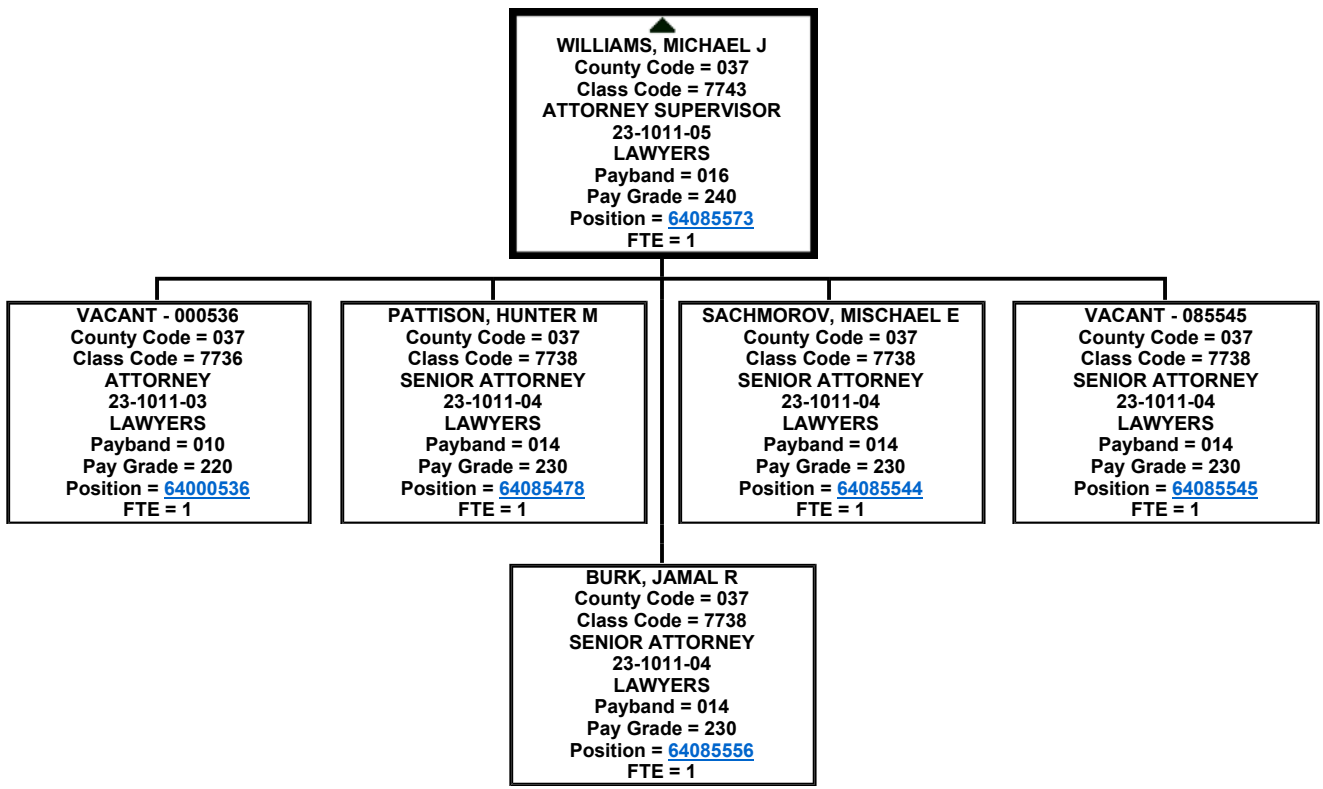 WILLIAMS, MICHAEL J
County Code = 037
Class Code = 7743
ATTORNEY SUPERVISOR
23-1011-05
LAWYERS
Payband = 016
Pay Grade = 240
Position = 64085573
FTE = 1
VACANT - 000536
County Code = 037
Class Code = 7736
ATTORNEY
23-1011-03
LAWYERS
Payband = 010
Pay Grade = 220
Position = 64000536
FTE = 1
PATTISON, HUNTER M
County Code = 037
Class Code = 7738
SENIOR ATTORNEY
23-1011-04
LAWYERS
Payband = 014
Pay Grade = 230
Position = 64085478
FTE = 1
SACHMOROV, MISCHAEL E
County Code = 037
Class Code = 7738
SENIOR ATTORNEY
23-1011-04
LAWYERS
Payband = 014
Pay Grade = 230
Position = 64085544
FTE = 1
VACANT - 085545
County Code = 037
Class Code = 7738
SENIOR ATTORNEY
23-1011-04
LAWYERS
Payband = 014
Pay Grade = 230
Position = 64085545
FTE = 1
BURK, JAMAL R
County Code = 037
Class Code = 7738
SENIOR ATTORNEY
23-1011-04
LAWYERS
Payband = 014
Pay Grade = 230
Position = 64085556
FTE = 1